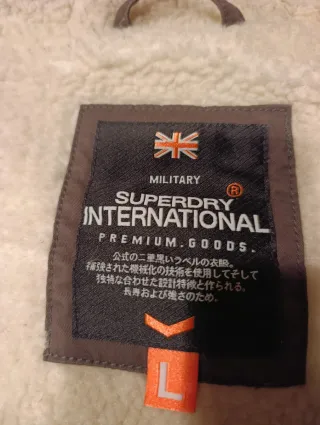 MILITARY
SUPERDRY®
INTERNATIONAL
PREMIUM.GOODS.
公式の二重黒いラベルの衣服。
補強された機械化の技術を使用してそして
独特な合わせた設計特徴と作られる。
長寿および強さのため。
L